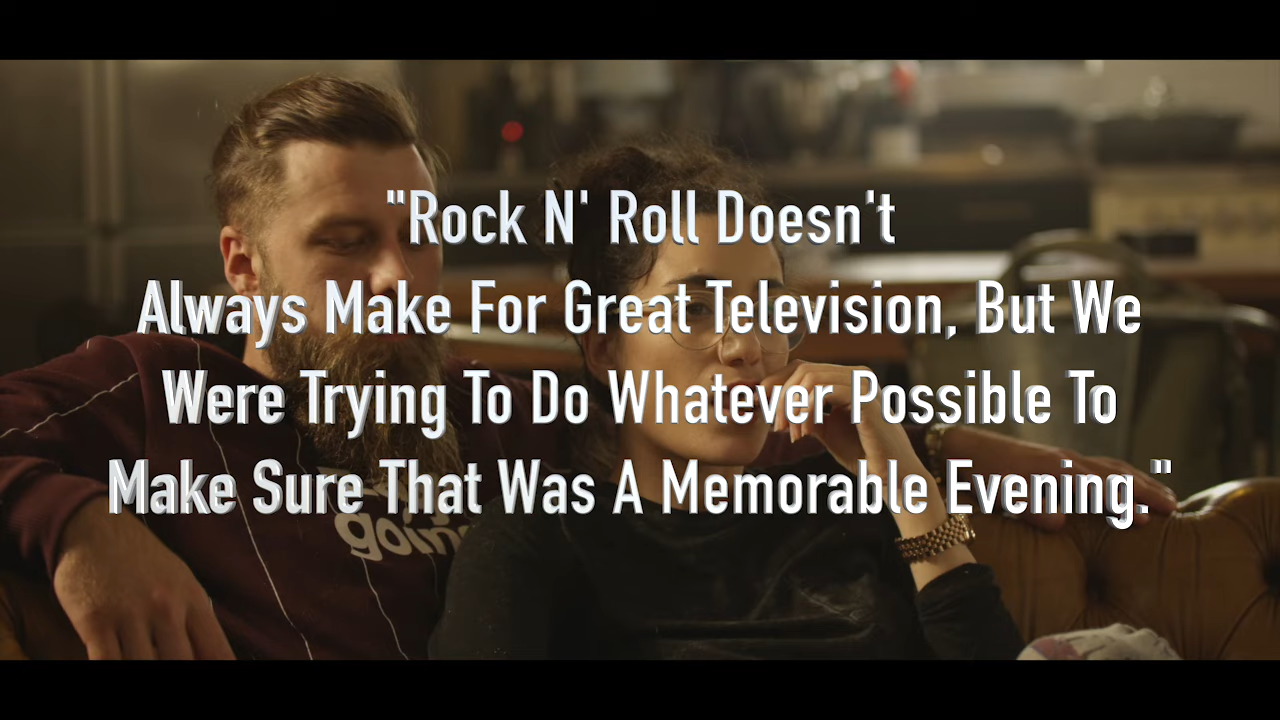 "Rock N' Roll Doesn't
Always Make For Great Television, But We
Were Trying To Do Whatever Possible To
Make Sure That Was A Memorable Evening."
going